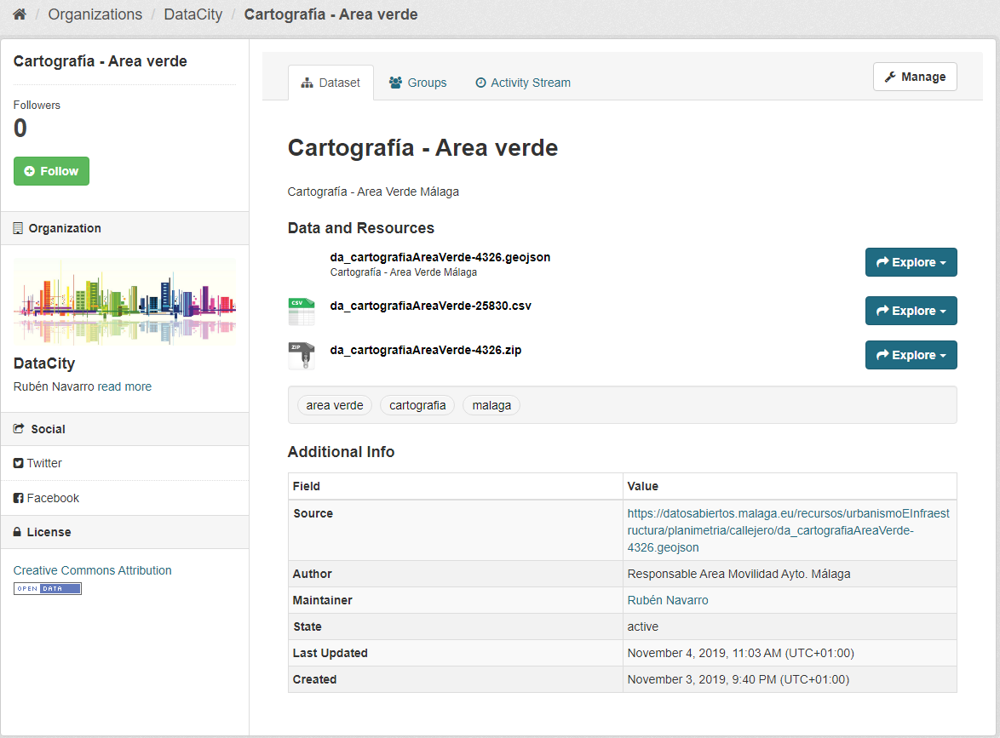 / Organizations / DataCity / Cartografía - Area verde
Cartografía - Area verde
Followers
0
Follow
Organization
DataCity
Rubén Navarro read more
Social
Twitter
Facebook
License
Creative Commons Attribution
OPEN DATA
Dataset
Groups
Activity Stream
Manage
Cartografía - Area verde
Cartografía - Area Verde Málaga
Data and Resources
da_cartografiaAreaVerde-4326.geojson
Cartografía - Area Verde Málaga
Explore
CSV
da_cartografiaAreaVerde-25830.csv
Explore
ZIP
da_cartografiaAreaVerde-4326.zip
Explore
area verde cartografia malaga
Additional Info
Field Value
Source https://datosabiertos.malaga.eu/recursos/urbanismoEInfraest
ructura/planimetria/callejero/da_cartografiaAreaVerde-
4326.geojson
Author Responsable Area Movilidad Ayto. Málaga
Maintainer Rubén Navarro
State active
Last Updated November 4, 2019, 11:03 AM (UTC+01:00)
Created November 3, 2019, 9:40 PM (UTC+01:00)